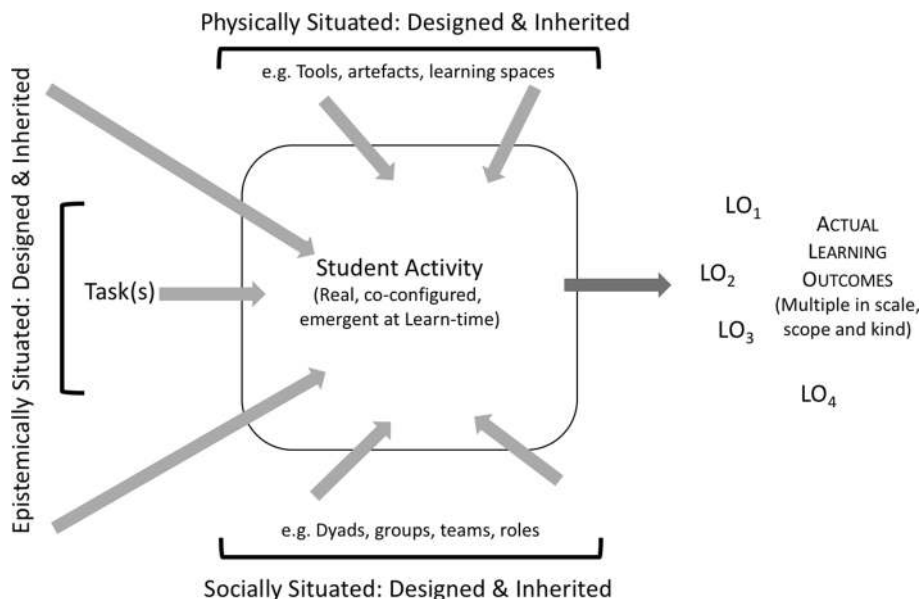 Physically Situated: Designed & Inherited
e.g. Tools, artefacts, learning spaces
Epistemically Situated: Designed & Inherited
Task(s)
Student Activity
(Real, co-configured,
emergent at Learn-time)
LO₁
LO₂
LO₃
LO₄
ACTUAL
LEARNING
OUTCOMES
(Multiple in scale,
scope and kind)
e.g. Dyads, groups, teams, roles
Socially Situated: Designed & Inherited